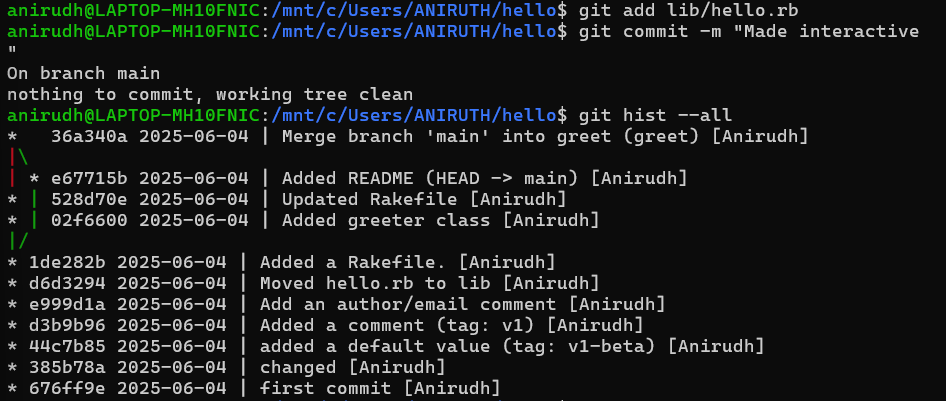 anirudh@LAPTOP-MH10FNIC:/mnt/c/Users/ANIRUTH/hello$ git add lib/hello.rb
anirudh@LAPTOP-MH10FNIC:/mnt/c/Users/ANIRUTH/hello$ git commit -m "Made interactive
"
On branch main
nothing to commit, working tree clean
anirudh@LAPTOP-MH10FNIC:/mnt/c/Users/ANIRUTH/hello$ git hist --all
*   36a340a 2025-06-04 | Merge branch 'main' into greet (greet) [Anirudh]
|\
| * e67715b 2025-06-04 | Added README (HEAD -> main) [Anirudh]
* | 528d70e 2025-06-04 | Updated Rakefile [Anirudh]
* | 02f6600 2025-06-04 | Added greeter class [Anirudh]
|/
* 1de282b 2025-06-04 | Added a Rakefile. [Anirudh]
* d6d3294 2025-06-04 | Moved hello.rb to lib [Anirudh]
* e999d1a 2025-06-04 | Add an author/email comment [Anirudh]
* d3b9b96 2025-06-04 | Added a comment (tag: v1) [Anirudh]
* 44c7b85 2025-06-04 | added a default value (tag: v1-beta) [Anirudh]
* 385b78a 2025-06-04 | changed [Anirudh]
* 676ff9e 2025-06-04 | first commit [Anirudh]